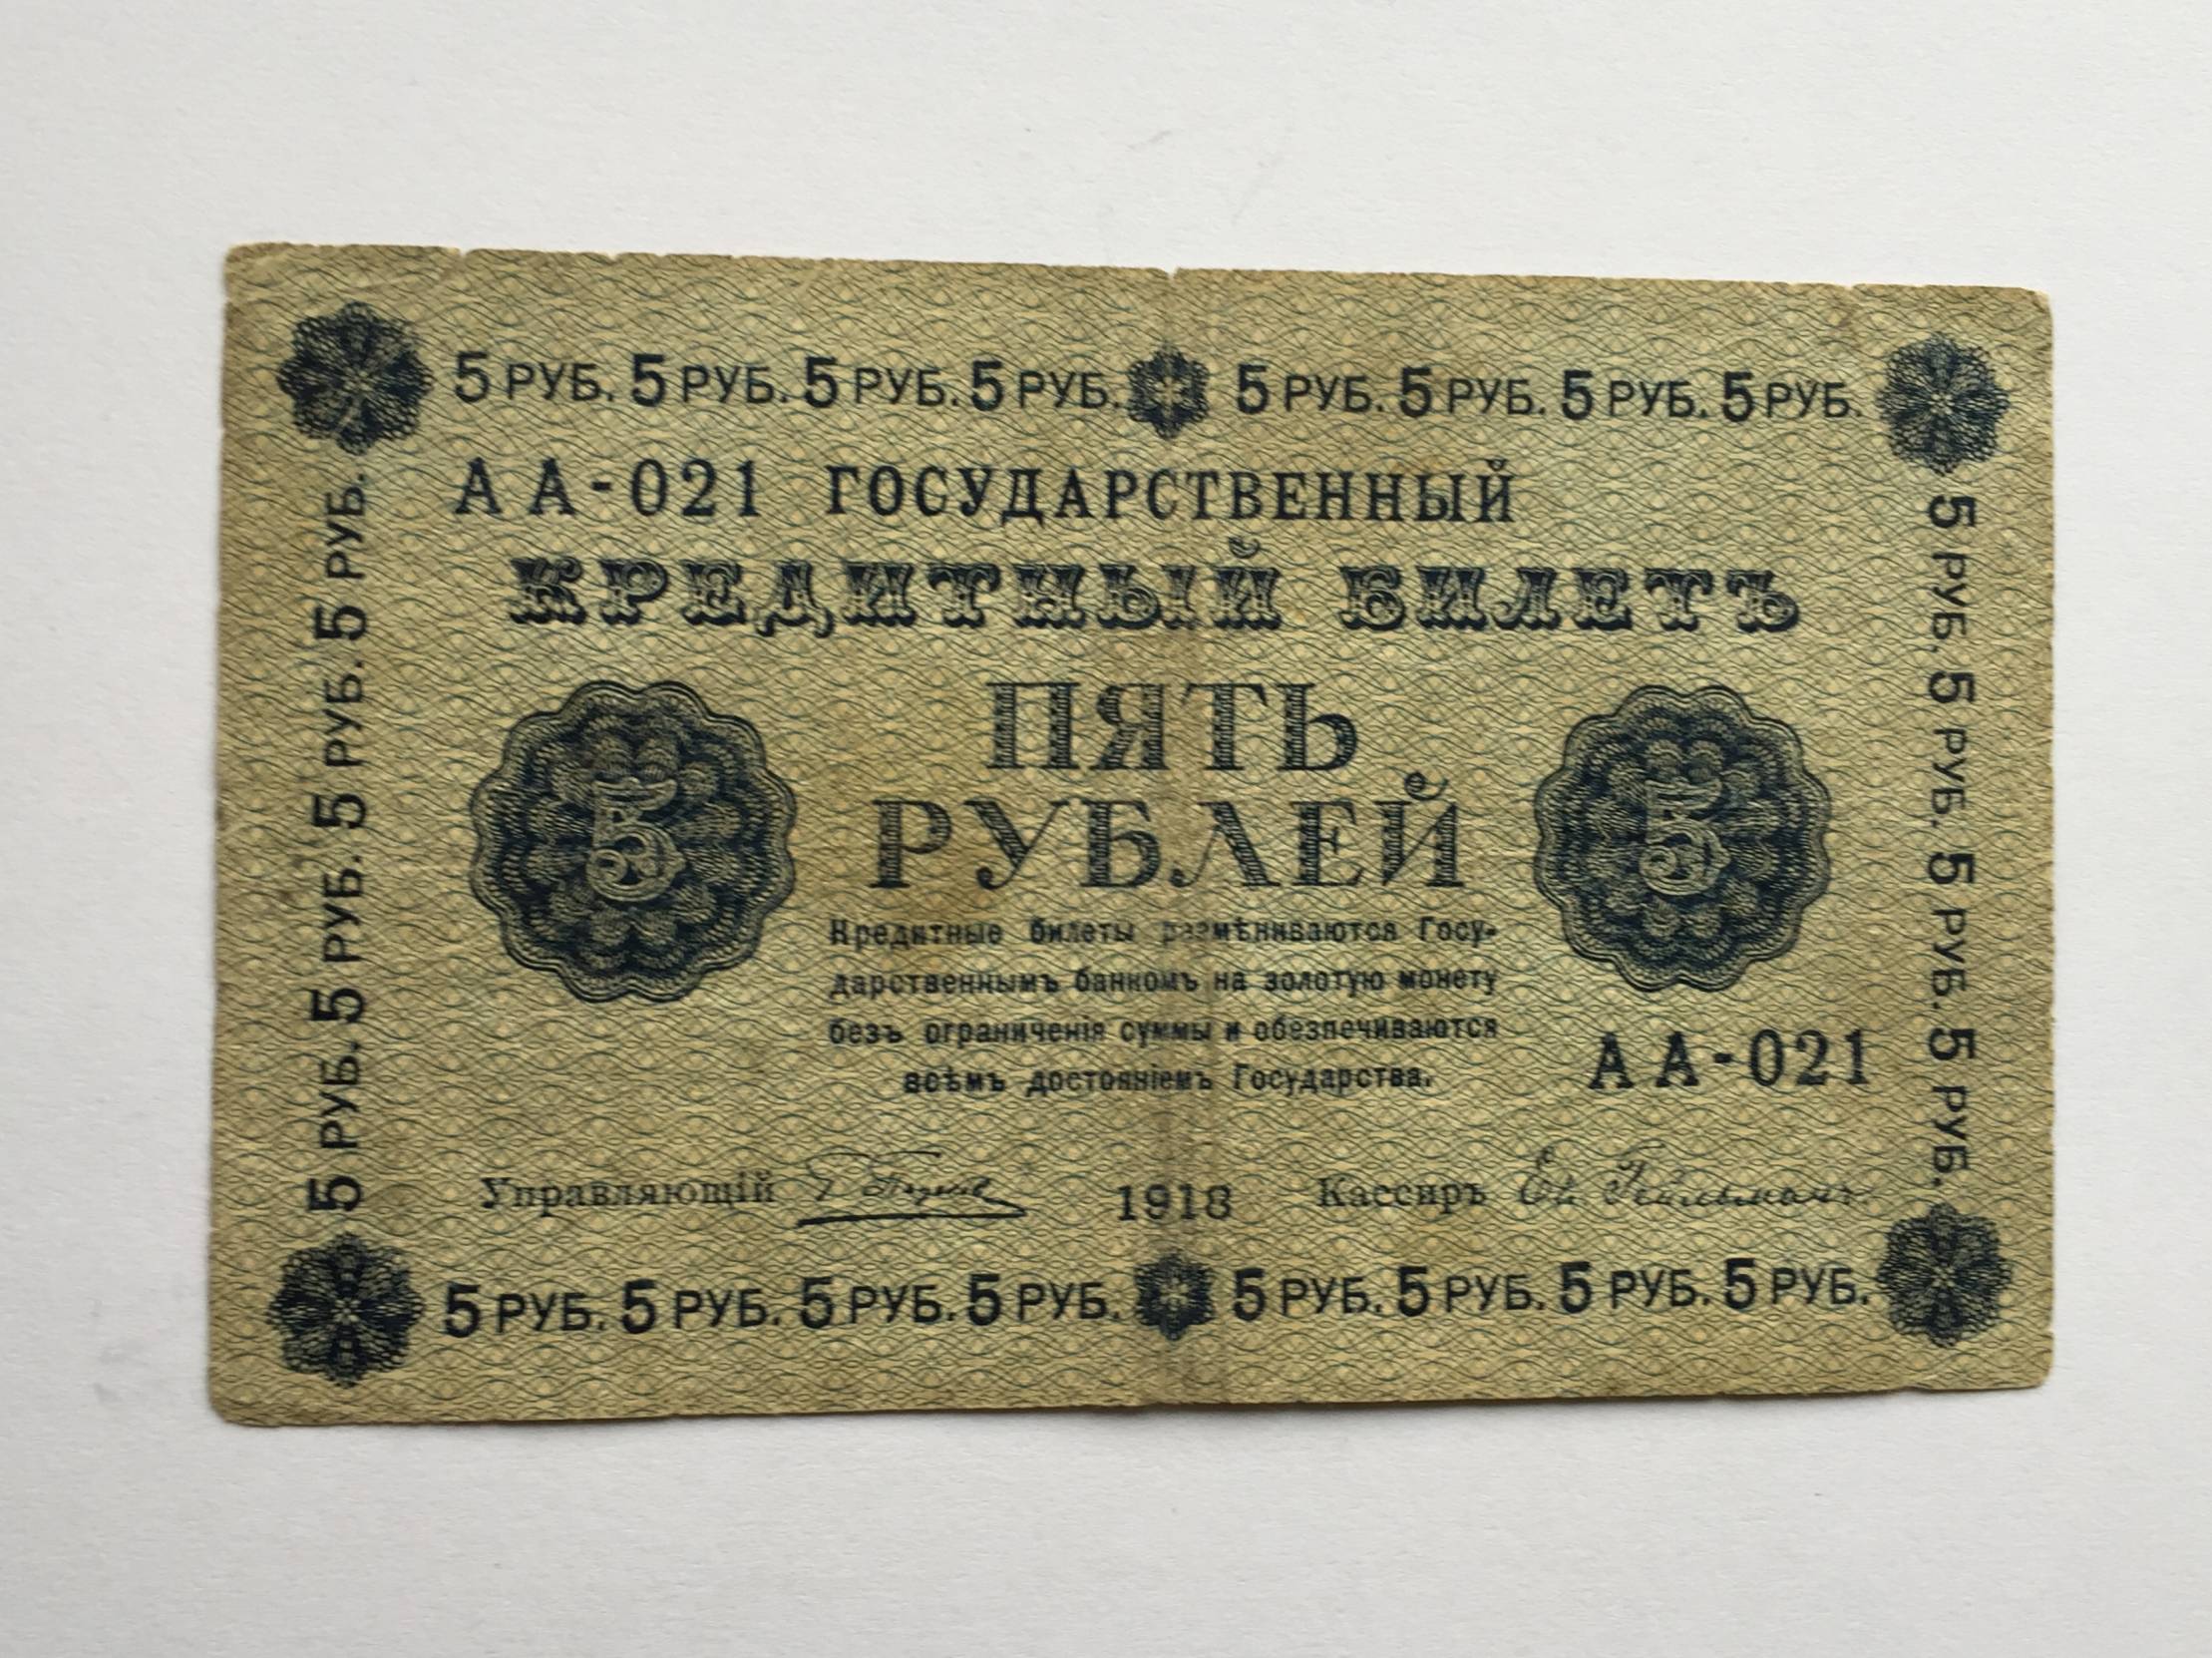 5 РУБ. 5 РУБ. 5 РУБ. 5 РУБ. 5 РУБ. 5 РУБ. 5 РУБ. 5 РУБ.
АА-021 ГОСУДАРСТВЕННЫЙ
КРЕДИТНЫЙ БИЛЕТЪ
ПЯТЬ
РУБЛЕЙ
5
5
Кредитные билеты размѣниваются Госу-
дарственнымъ банкомъ на золотую монету
безъ ограниченія суммы и обезпечиваются
всѣмъ достояніемъ Государства.
АА-021
Управляющій
1918
Кассиръ
5 РУБ. 5 РУБ. 5 РУБ. 5 РУБ. 5 РУБ. 5 РУБ. 5 РУБ. 5 РУБ.
5 РУБ. 5 РУБ. 5 РУБ. 5 РУБ.
5 РУБ. 5 РУБ. 5 РУБ. 5 РУБ.